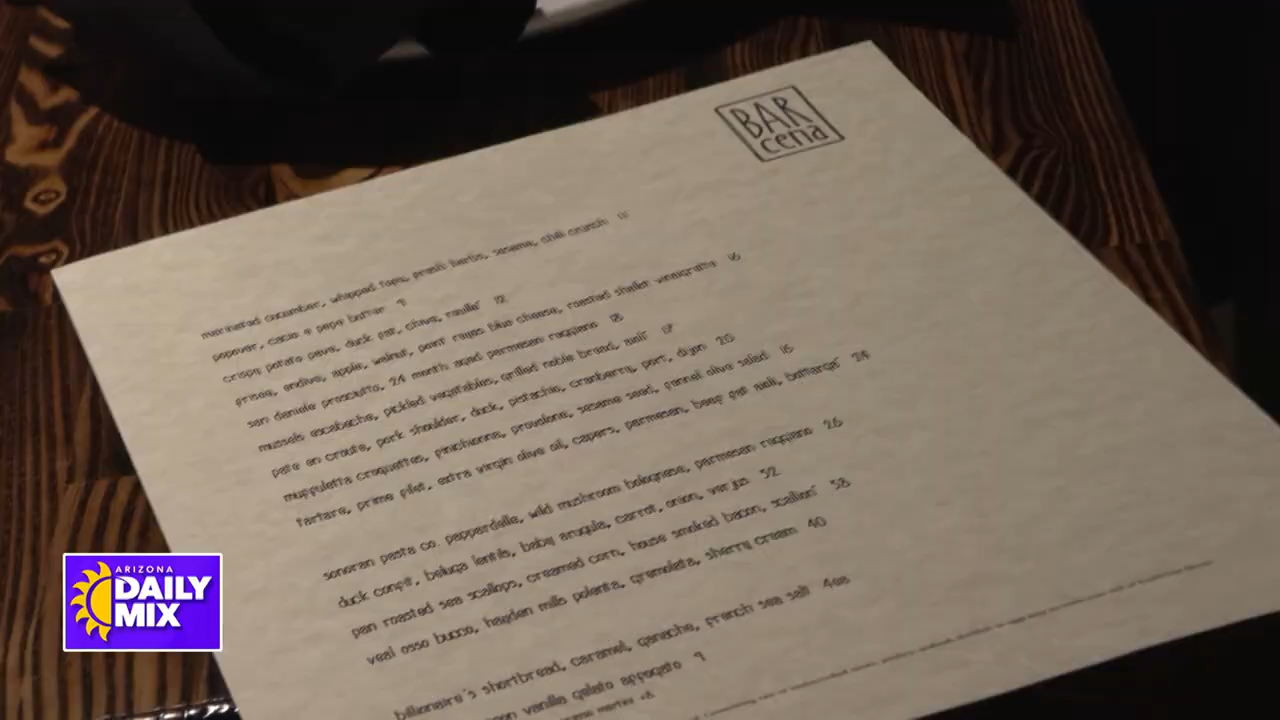 BAR
cena
marinated cucumber, whipped feta, fresh herbs, sesame, chili crunch 11
popover, cacio e pepe butter 9
crispy potato pave, duck fat, chive, rouille* 12
frisee, endive, apple, walnut, point reyes blue cheese, roasted shallot vinaigrette 16
san daniele prosciutto, 24 month aged parmesan reggiano 18
mussels escabeche, pickled vegetables, grilled noble bread, aioli* 17
pate en croute, pork shoulder, duck, pistachio, cranberry, port, dijon 20
muffuletta croquettes, finichionna, provolone, sesame seed, fennel olive salad 16
tartare, prime filet, extra virgin olive oil, capers, parmesan, beef fat aioli, bottarga* 24
sonoran pasta co. pappardelle, wild mushroom bolognese, parmesan reggiano 26
duck confit, beluga lentils, baby arugula, carrot, onion, verjus 32
pan roasted sea scallops, creamed corn, house smoked bacon, scallion* 38
veal osso bucco, hayden mills polenta, gremolata, sherry cream 40
billionaire's shortbread, caramel, ganache, french sea salt 4ea
vanilla gelato affogato 9
ARIZONA
DAILY
MIX